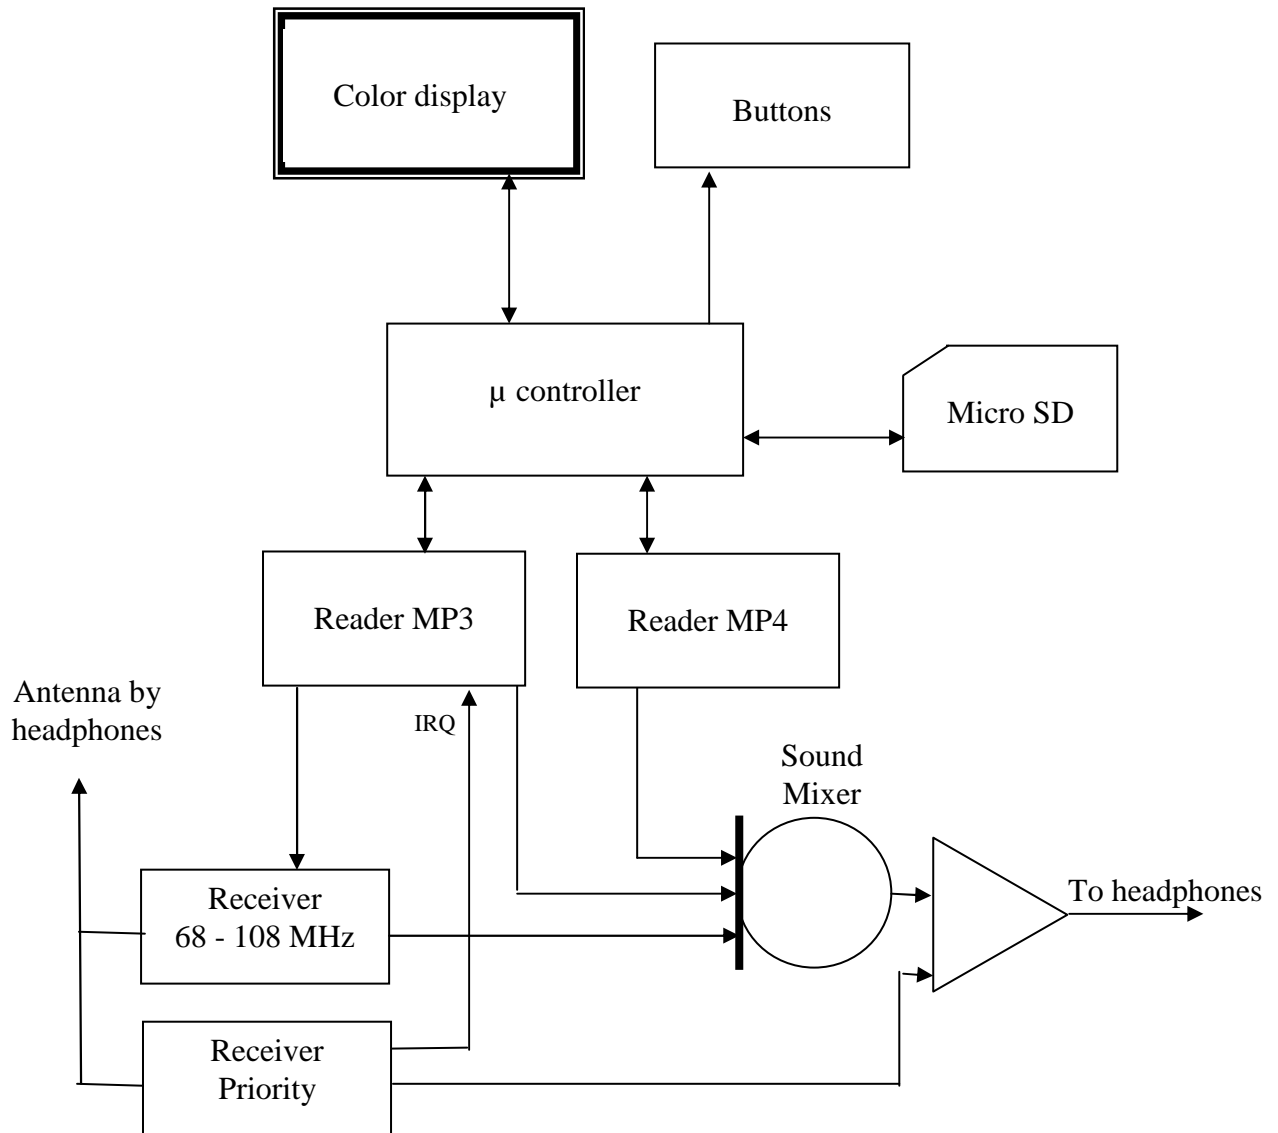 Color display
Buttons
µ controller
Micro SD
Reader MP3
Reader MP4
Antenna by
headphones
IRQ
Sound
Mixer
Receiver
68 - 108 MHz
To headphones
Receiver
Priority